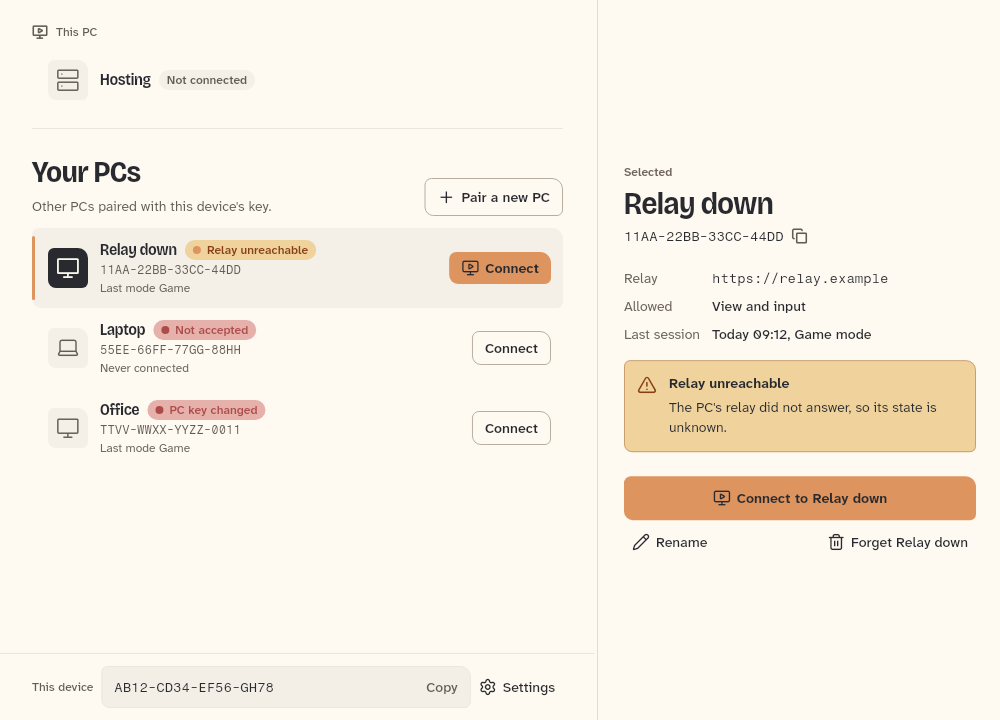 This PC
Hosting
Not connected
Your PCs
Other PCs paired with this device's key.
Pair a new PC
Relay down
Relay unreachable
11AA-22BB-33CC-44DD
Last mode Game
Connect
Laptop
Not accepted
55EE-66FF-77GG-88HH
Never connected
Connect
Office
PC key changed
TTVV-WWXX-YYZZ-0011
Last mode Game
Connect
This device
AB12-CD34-EF56-GH78
Copy
Settings
Selected
Relay down
11AA-22BB-33CC-44DD
Relay
https://relay.example
Allowed
View and input
Last session
Today 09:12, Game mode
Relay unreachable
The PC's relay did not answer, so its state is
unknown.
Connect to Relay down
Rename
Forget Relay down